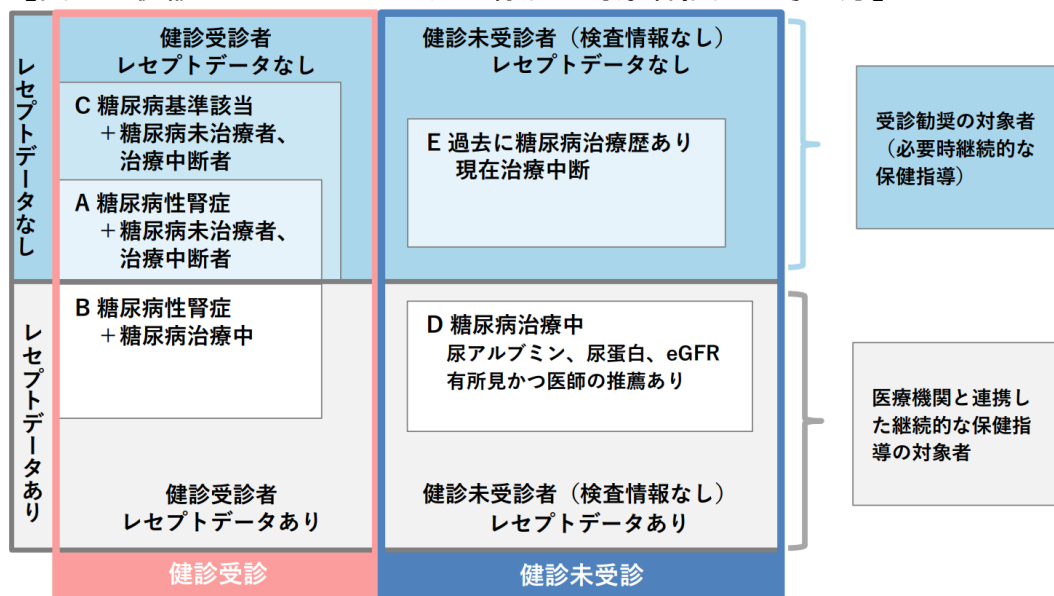 健診受診者
レセプトデータなし
健診未受診者（検査情報なし）
レセプトデータなし
レセプトデータなし
C 糖尿病基準該当
＋糖尿病未治療者、
治療中断者
E 過去に糖尿病治療歴あり
現在治療中断
受診勧奨の対象者
（必要時継続的な
保健指導）
A 糖尿病性腎症
＋糖尿病未治療者、
治療中断者
レセプトデータあり
B 糖尿病性腎症
＋糖尿病治療中
D 糖尿病治療中
尿アルブミン、尿蛋白、eGFR
有所見かつ医師の推薦あり
医療機関と連携し
た継続的な保健指
導の対象者
健診受診者
レセプトデータあり
健診未受診者（検査情報なし）
レセプトデータあり
健診受診
健診未受診